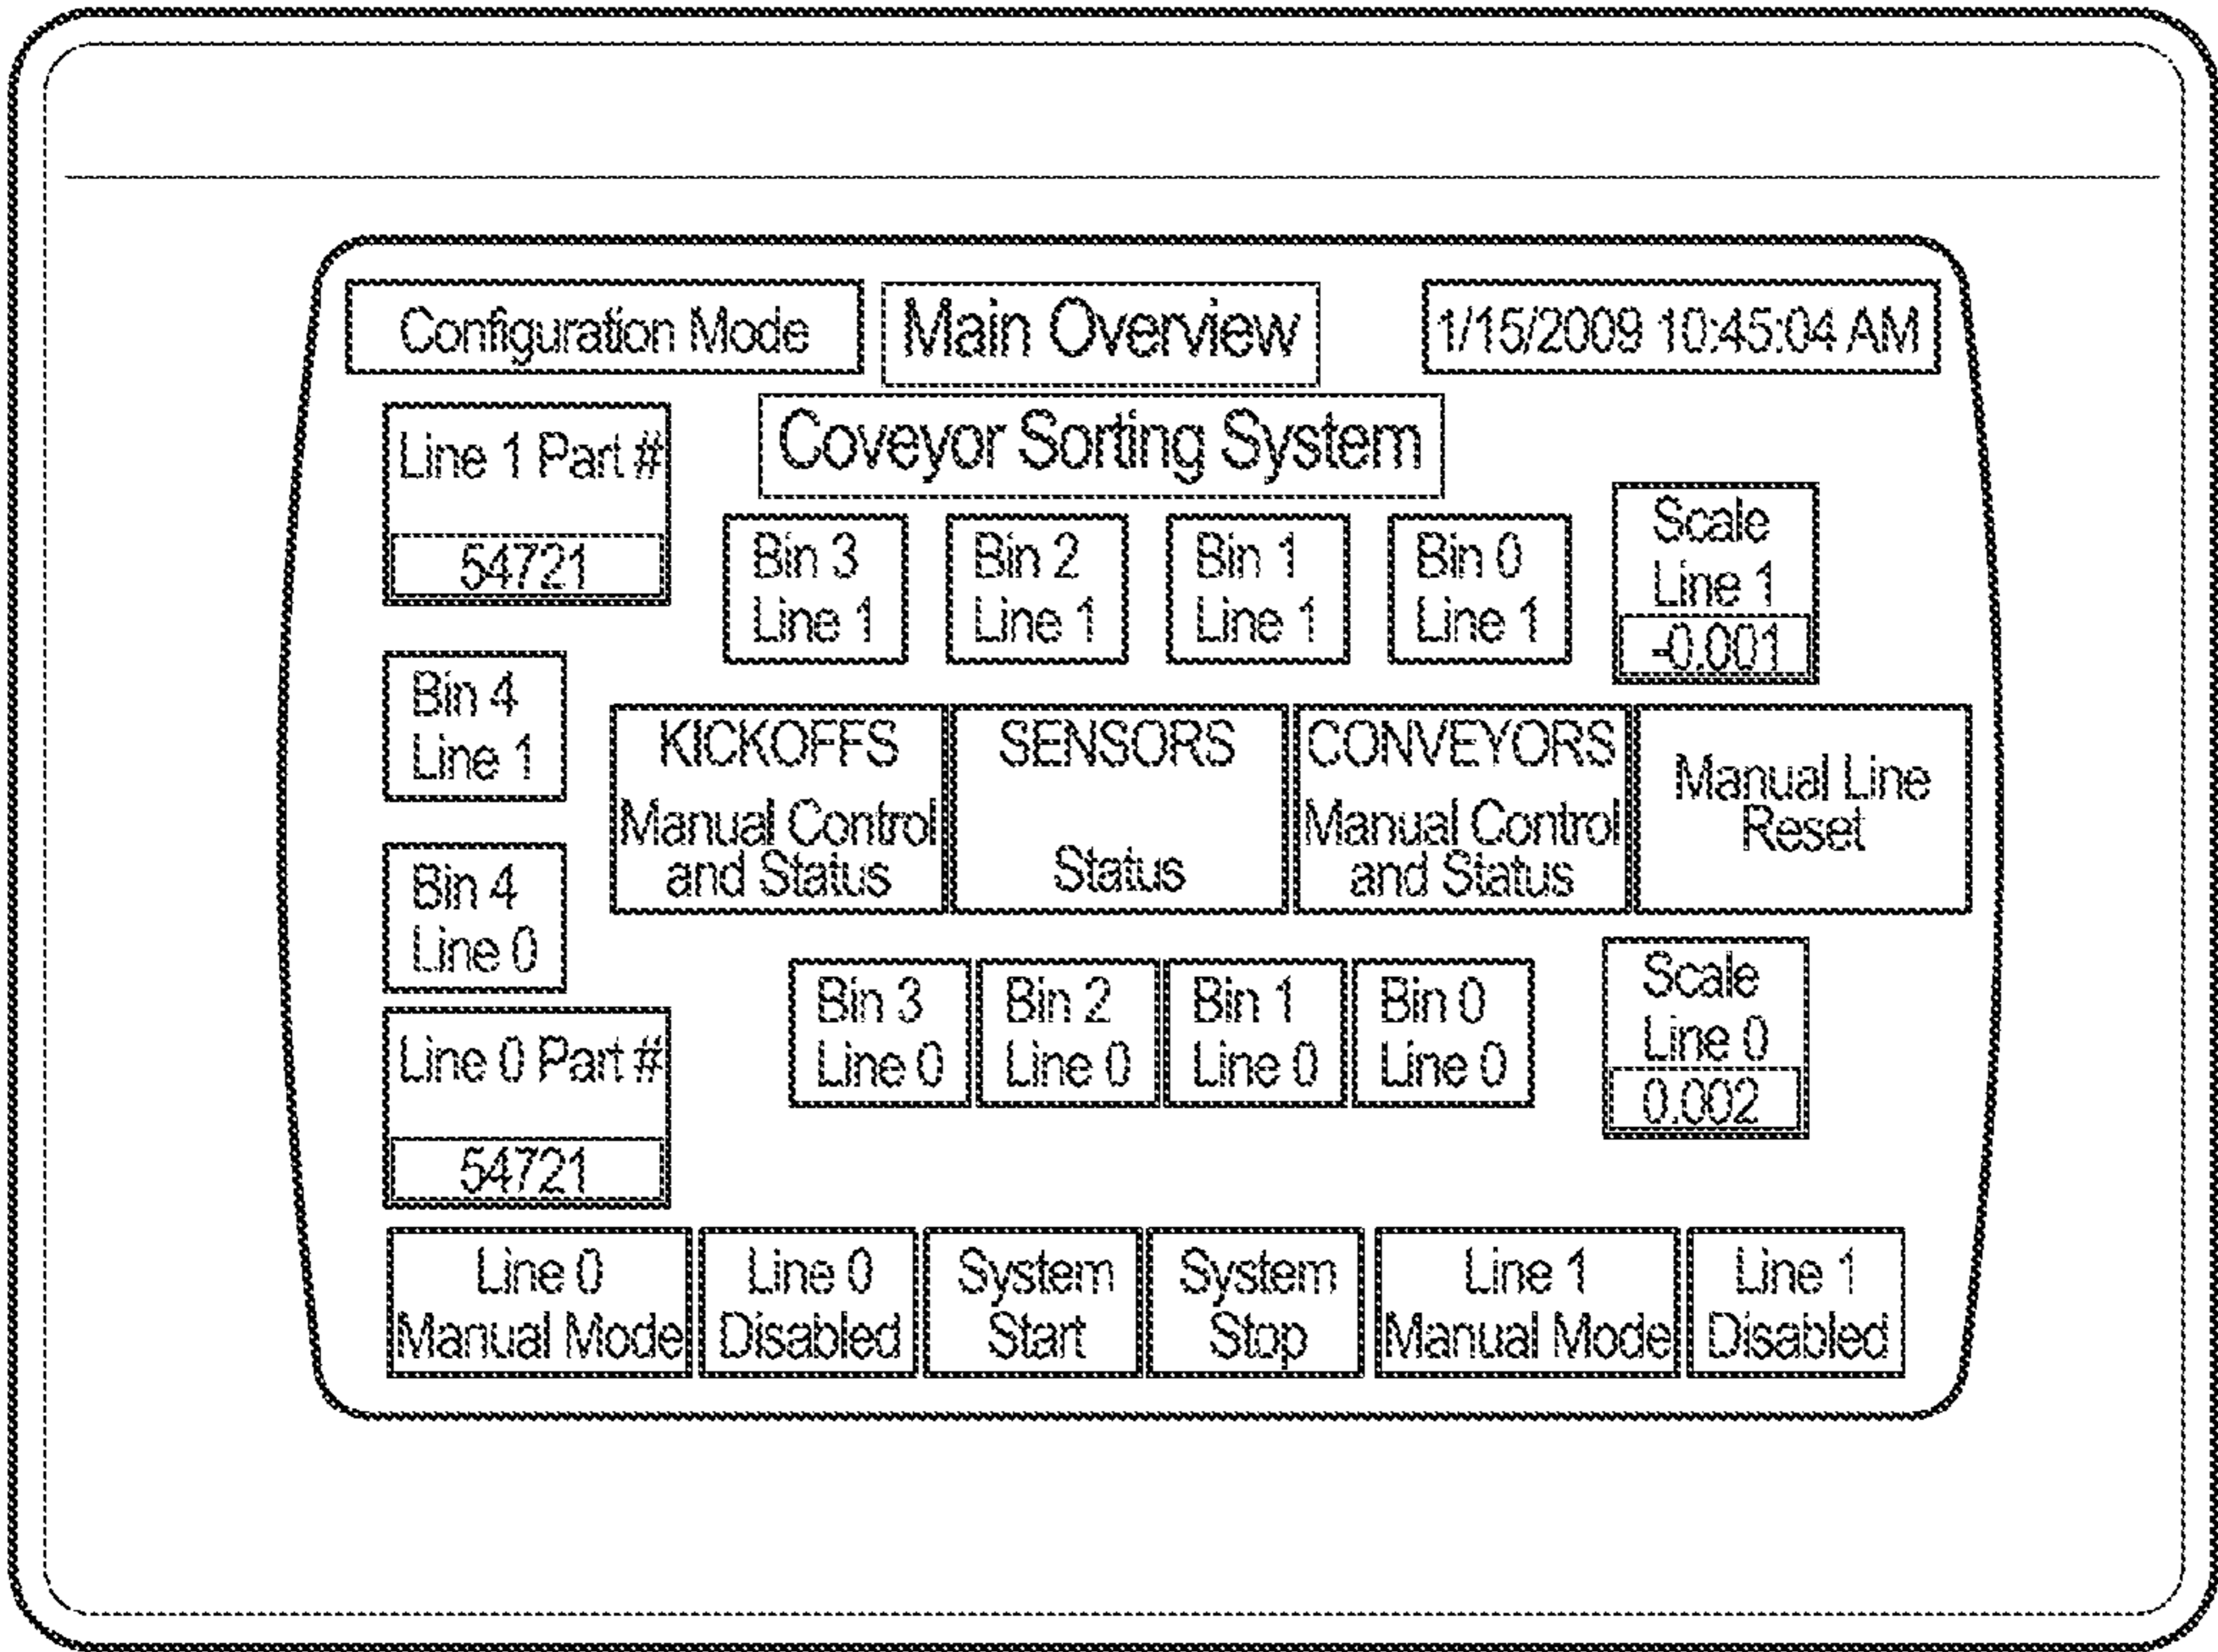 Configuration Mode
Main Overview
1/15/2009 10:45:04 AM
Coveyor Sorting System
Line 1 Part #
54721
Bin 3
Line 1
Bin 2
Line 1
Bin 1
Line 1
Bin 0
Line 1
Scale
Line 1
-0.001
Bin 4
Line 1
KICKOFFS
Manual Control
and Status
SENSORS
Status
CONVEYORS
Manual Control
and Status
Manual Line
Reset
Bin 4
Line 0
Bin 3
Line 0
Bin 2
Line 0
Bin 1
Line 0
Bin 0
Line 0
Scale
Line 0
0.002
Line 0 Part #
54721
Line 0
Manual Mode
Line 0
Disabled
System
Start
System
Stop
Line 1
Manual Mode
Line 1
Disabled